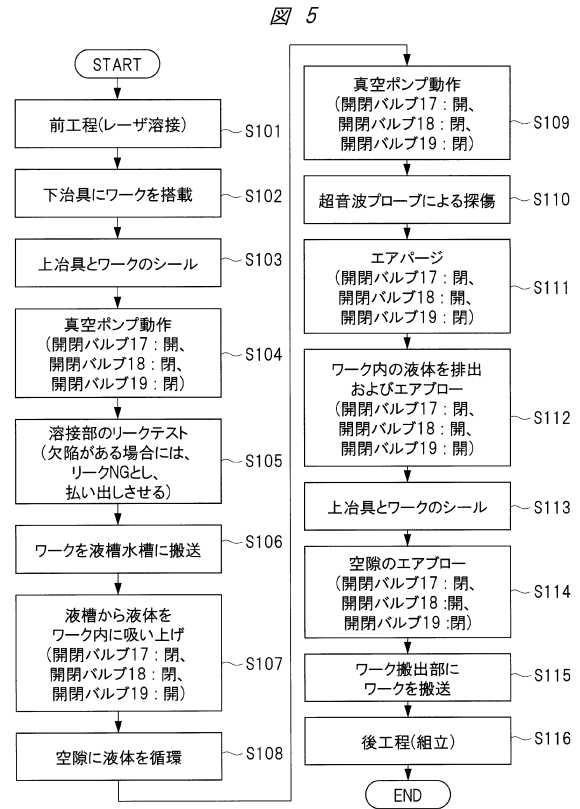 図 5
START
前工程(レーザ溶接)
S101
下治具にワークを搭載
S102
上治具とワークのシール
S103
真空ポンプ動作
(開閉バルブ17:開、
開閉バルブ18:閉、
開閉バルブ19:閉)
S104
溶接部のリークテスト
(欠陥がある場合には、
リークNGとし、
払い出しさせる)
S105
ワークを液槽水槽に搬送
S106
液槽から液体を
ワーク内に吸い上げ
(開閉バルブ17:閉、
開閉バルブ18:閉、
開閉バルブ19:開)
S107
空隙に液体を循環
S108
真空ポンプ動作
(開閉バルブ17:開、
開閉バルブ18:閉、
開閉バルブ19:閉)
S109
超音波プローブによる探傷
S110
エアパージ
(開閉バルブ17:閉、
開閉バルブ18:開、
開閉バルブ19:閉)
S111
ワーク内の液体を排出
およびエアブロー
(開閉バルブ17:閉、
開閉バルブ18:開、
開閉バルブ19:開)
S112
上治具とワークのシール
S113
空隙のエアブロー
(開閉バルブ17:閉、
開閉バルブ18:開、
開閉バルブ19:閉)
S114
ワーク搬出部に
ワークを搬送
S115
後工程(組立)
S116
END